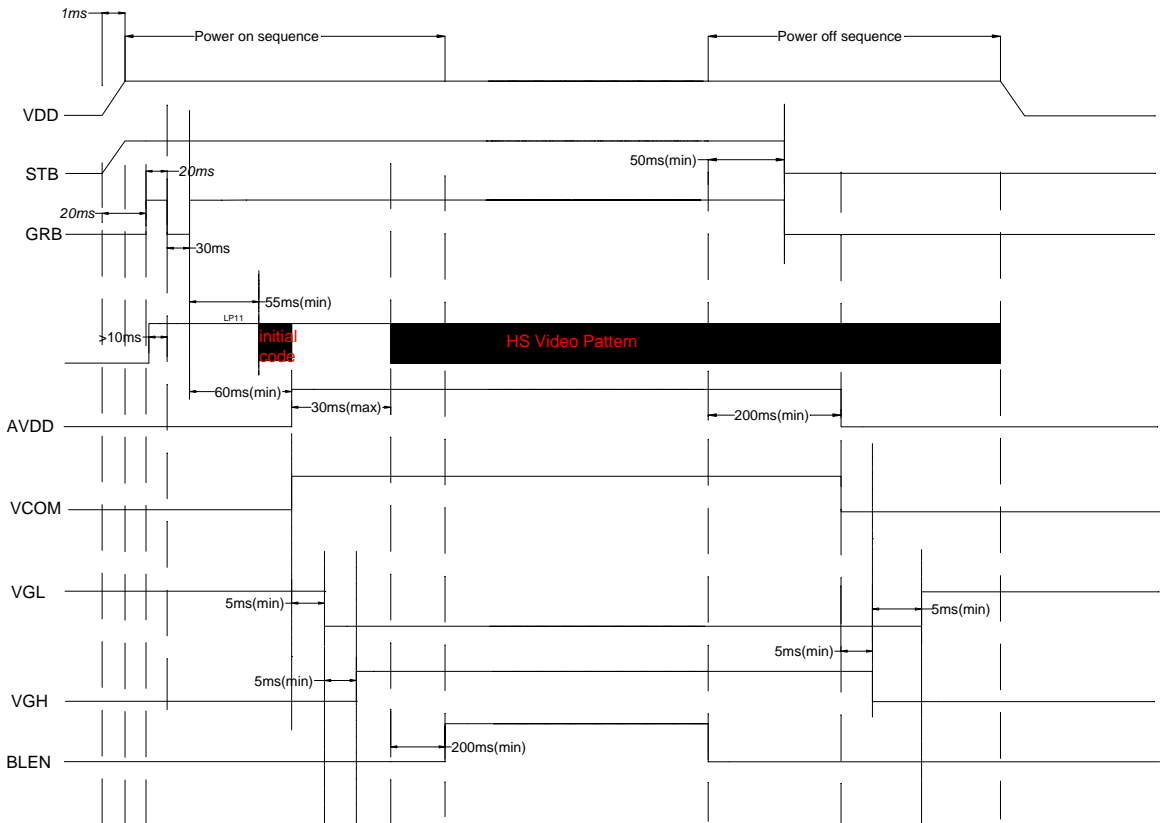 1ms
Power on sequence
Power off sequence
VDD
50ms(min)
STB
20ms
20ms
GRB
30ms
55ms(min)
LP11
>10ms
initial
code
HS Video Pattern
60ms(min)
30ms(max)
200ms(min)
AVDD
VCOM
VGL
5ms(min)
5ms(min)
5ms(min)
5ms(min)
VGH
200ms(min)
BLEN